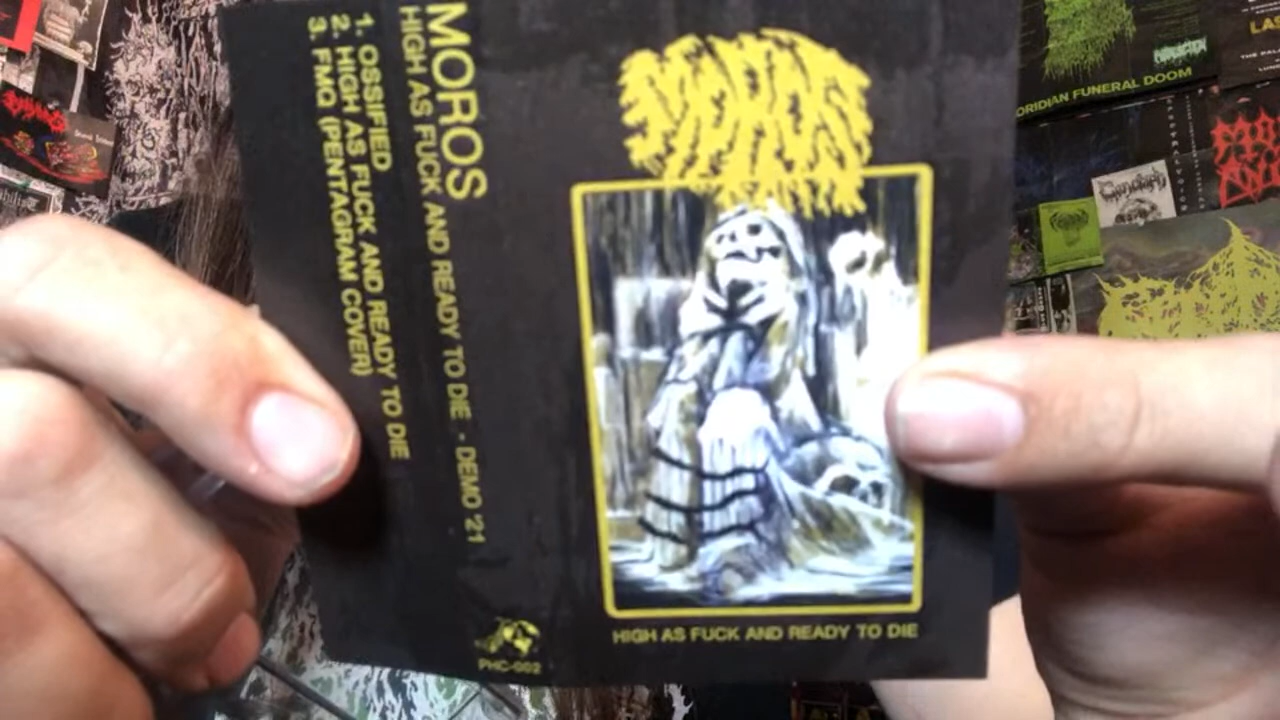 MOROS
HIGH AS FUCK AND READY TO DIE
MOROS
HIGH AS FUCK AND READY TO DIE - DEMO '21
1. OSSIFIED
2. HIGH AS FUCK AND READY TO DIE
3. FMQ (PENTAGRAM COVER)
PHC-002
ORIDIAN FUNERAL DOOM